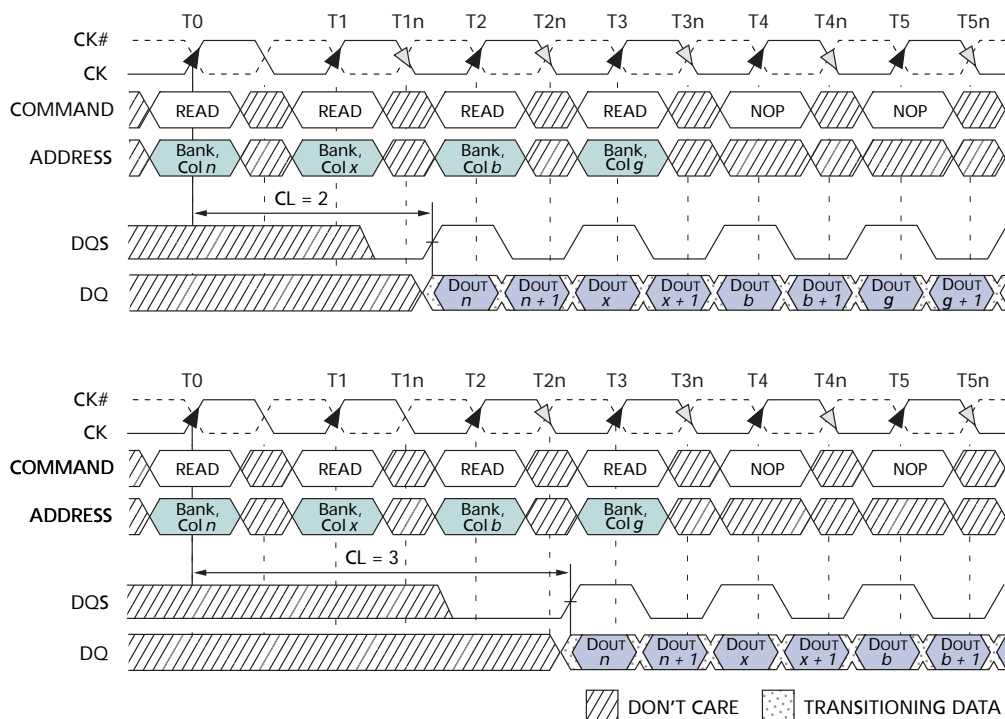 T0 T1 T1n T2 T2n T3 T3n T4 T4n T5 T5n
CK#
CK
COMMAND READ READ READ READ NOP NOP
ADDRESS Bank, Col n Bank, Col x Bank, Col b Bank, Col g
CL = 2
DQS
DQ DOUT n DOUT n + 1 DOUT x DOUT x + 1 DOUT b DOUT b + 1 DOUT g DOUT g + 1
T0 T1 T1n T2 T2n T3 T3n T4 T4n T5 T5n
CK#
CK
COMMAND READ READ READ READ NOP NOP
ADDRESS Bank, Col n Bank, Col x Bank, Col b Bank, Col g
CL = 3
DQS
DQ DOUT n DOUT n + 1 DOUT x DOUT x + 1 DOUT b DOUT b + 1
DON'T CARE TRANSITIONING DATA